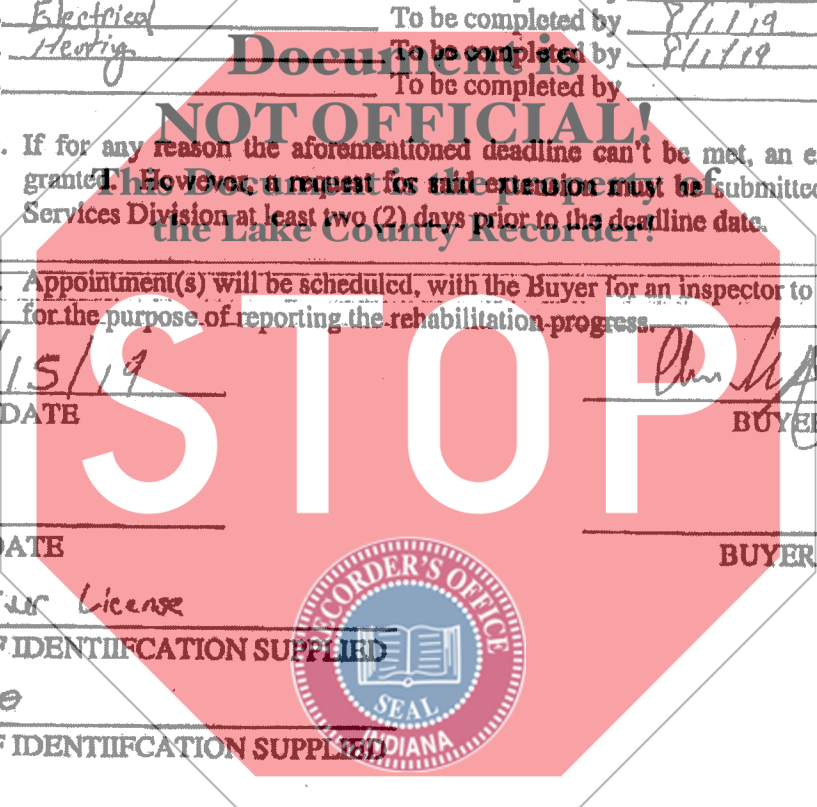 Electrical To be completed by 8/1/19
Heating To be completed by 8/1/19
To be completed by
Document is
NOT OFFICIAL!
This Document is the property of
the Lake County Recorder!
. If for any reason the aforementioned deadline can't be met, an e
granted. However, a request for said extension must be submitted
Services Division at least two (2) days prior to the deadline date.
. Appointment(s) will be scheduled, with the Buyer for an inspector to
for the purpose of reporting the rehabilitation progress.
STOP
/15/19
DATE BUYER
DATE BUYER
License
F IDENTIIFCATION SUPPLIED
F IDENTIIFCATION SUPPLIED
RECORDER'S OFFICE
SEAL
INDIANA